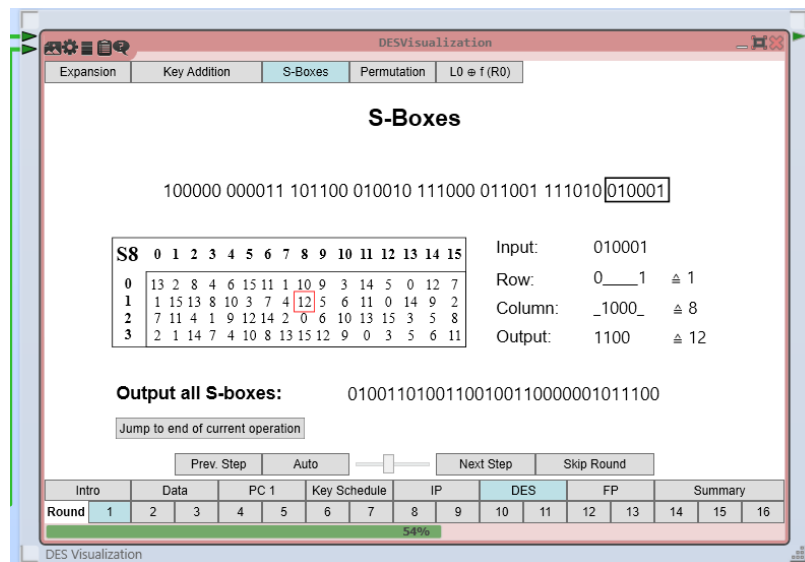 DESVisualization
Expansion Key Addition S-Boxes Permutation L0 ⊕ f (R0)
S-Boxes
100000 000011 101100 010010 111000 011001 111010 010001
S8 0 1 2 3 4 5 6 7 8 9 10 11 12 13 14 15
0 13 2 8 4 6 15 11 1 10 9 3 14 5 0 12 7
1 1 15 13 8 10 3 7 4 12 5 6 11 0 14 9 2
2 7 11 4 1 9 12 14 2 0 6 10 13 15 3 5 8
3 2 1 14 7 4 10 8 13 15 12 9 0 3 5 6 11
Input: 010001
Row: 0____1 ≙ 1
Column: _1000_ ≙ 8
Output: 1100 ≙ 12
Output all S-boxes: 01001101001100100110000001011100
Jump to end of current operation
Prev. Step Auto Next Step Skip Round
Intro Data PC 1 Key Schedule IP DES FP Summary
Round 1 2 3 4 5 6 7 8 9 10 11 12 13 14 15 16
54%
DES Visualization